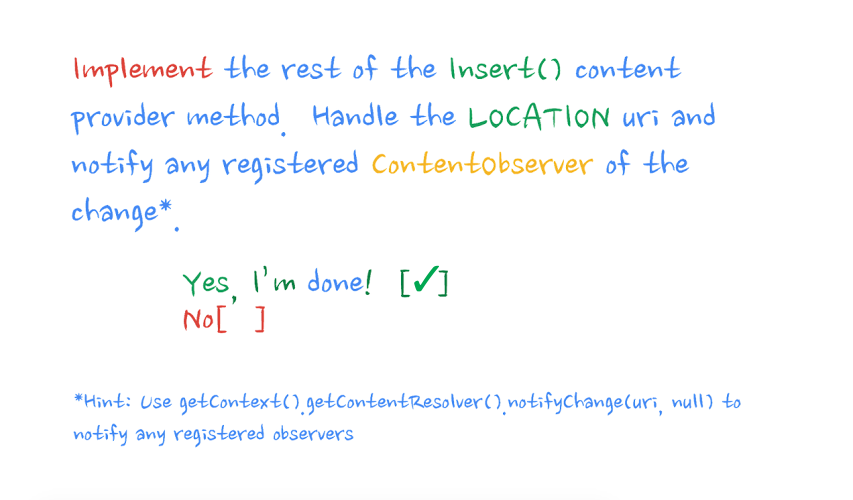 Implement the rest of the Insert() content
provider method. Handle the LOCATION uri and
notify any registered ContentObserver of the
change*.
Yes, I'm done! [✓]
No[ ]
*Hint: Use getContext().getContentResolver().notifyChange(uri, null) to
notify any registered observers